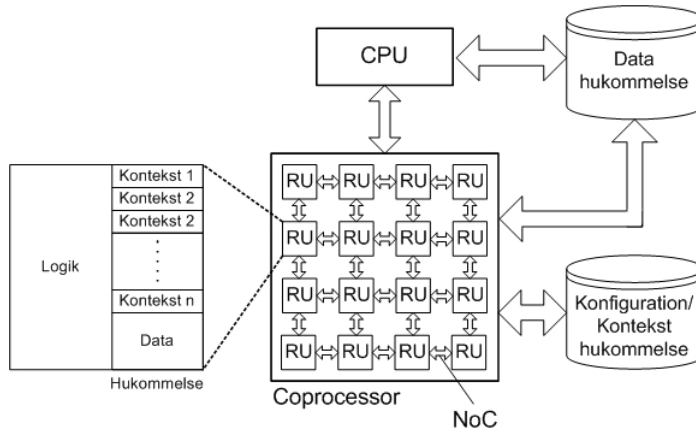 CPU
Data
hukommelse
RU RU RU RU
RU RU RU RU
RU RU RU RU
RU RU RU RU
Coprocessor
NoC
Kontekst 1
Kontekst 2
Kontekst 2
Kontekst n
Data
Logik
Hukommelse
Konfiguration/
Kontekst
hukommelse